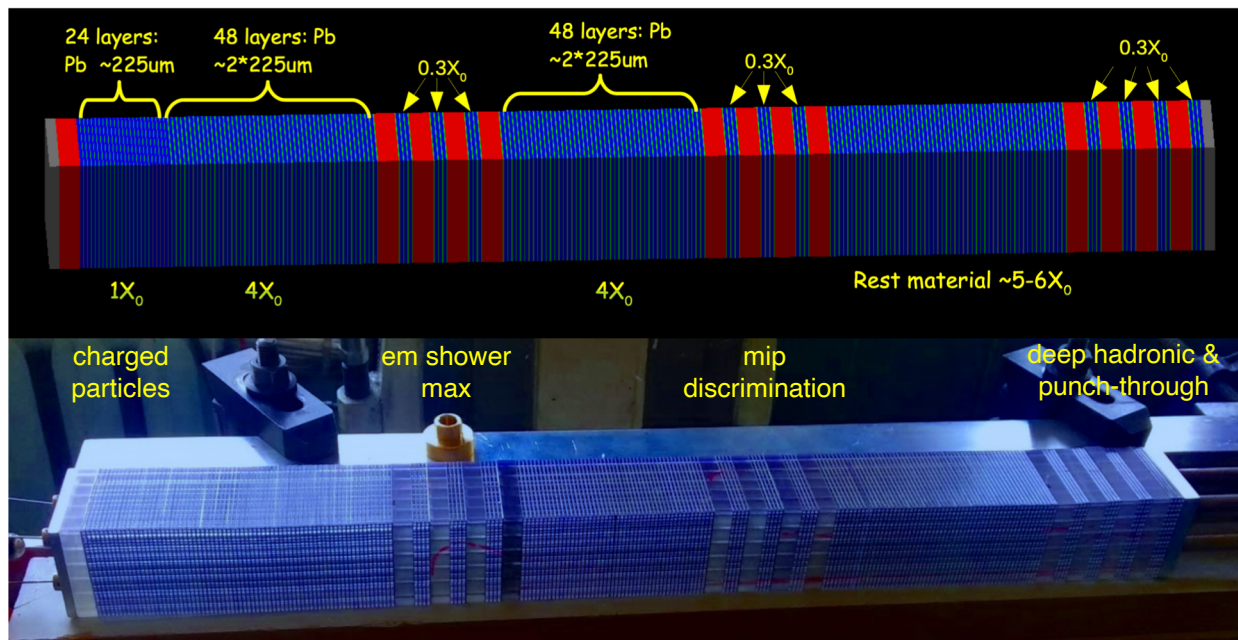 24 layers:
Pb ~225um
48 layers: Pb
~2*225um
0.3X₀
48 layers: Pb
~2*225um
0.3X₀
0.3X₀
1X₀
4X₀
4X₀
Rest material ~5-6X₀
charged
particles
em shower
max
mip
discrimination
deep hadronic &
punch-through